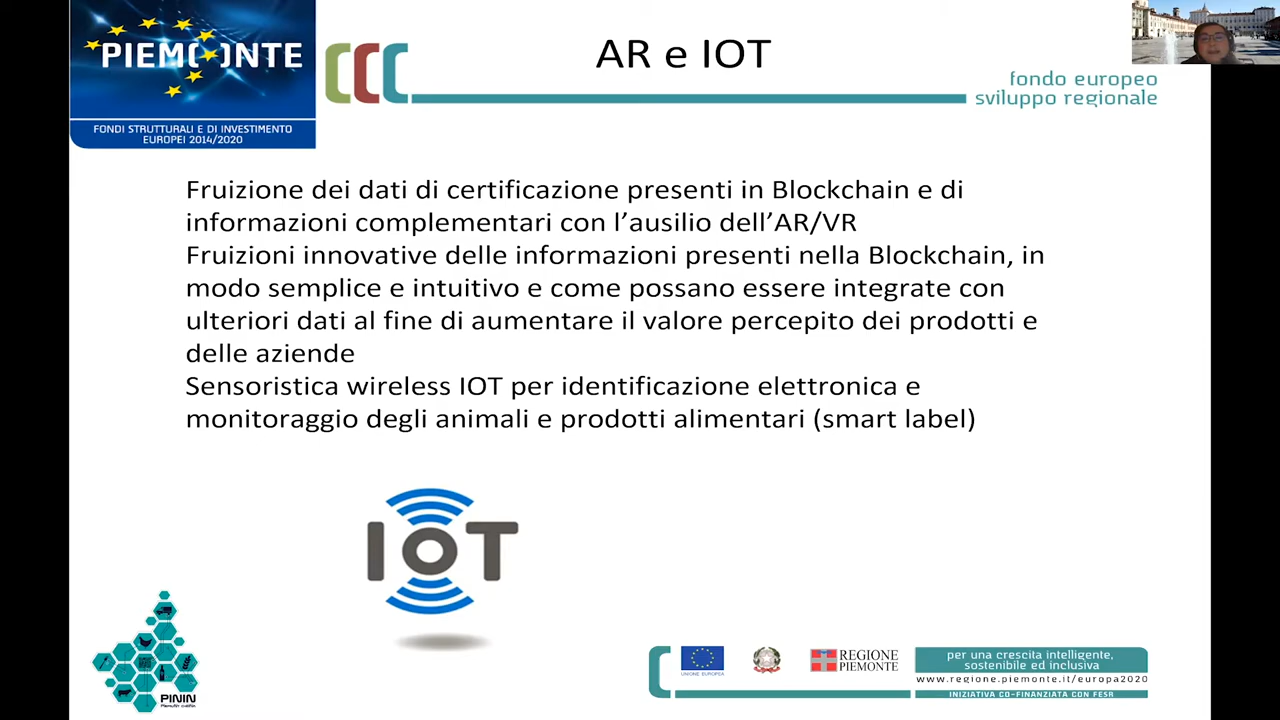 PIEMONTE
FONDI STRUTTURALI E DI INVESTIMENTO
EUROPEI 2014/2020
AR e IOT
fondo europeo
sviluppo regionale
Fruizione dei dati di certificazione presenti in Blockchain e di
informazioni complementari con l’ausilio dell’AR/VR
Fruizioni innovative delle informazioni presenti nella Blockchain, in
modo semplice e intuitivo e come possano essere integrate con
ulteriori dati al fine di aumentare il valore percepito dei prodotti e
delle aziende
Sensoristica wireless IOT per identificazione elettronica e
monitoraggio degli animali e prodotti alimentari (smart label)
IoT
PININ
UNIONE EUROPEA
REGIONE
PIEMONTE
per una crescita intelligente,
sostenibile ed inclusiva
www.regione.piemonte.it/europa2020
INIZIATIVA CO-FINANZIATA CON FESR